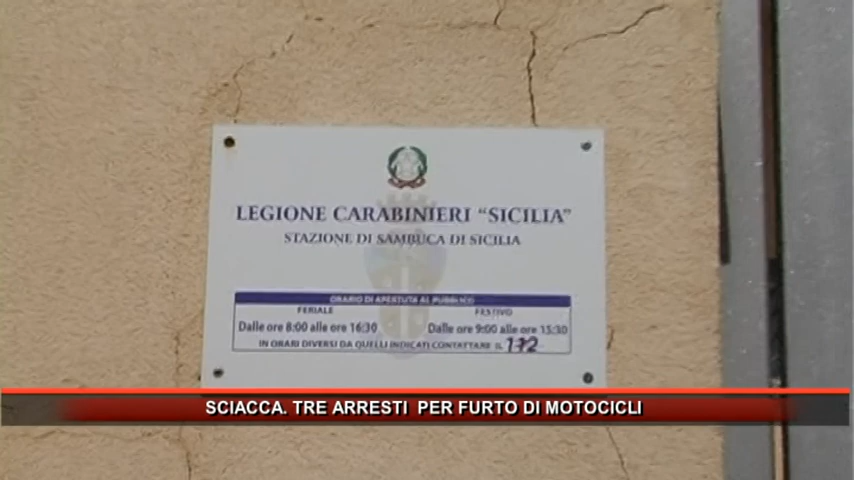 LEGIONE CARABINIERI "SICILIA"
STAZIONE DI SAMBUCA DI SICILIA
ORARIO DI APERTURA AL PUBBLICO
FERIALE FESTIVO
Dalle ore 8:00 alle ore 16:30 Dalle ore 9:00 alle ore 15:30
IN ORARI DIVERSI DA QUELLI INDICATI CONTATTARE IL 112
SCIACCA. TRE ARRESTI PER FURTO DI MOTOCICLI